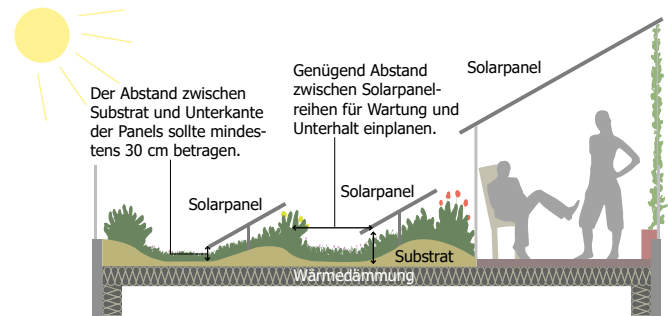 Der Abstand zwischen
Substrat und Unterkante
der Panels sollte mindes-
tens 30 cm betragen.
Genügend Abstand
zwischen Solarpanel-
reihen für Wartung und
Unterhalt einplanen.
Solarpanel
Solarpanel
Solarpanel
Substrat
Wärmedämmung